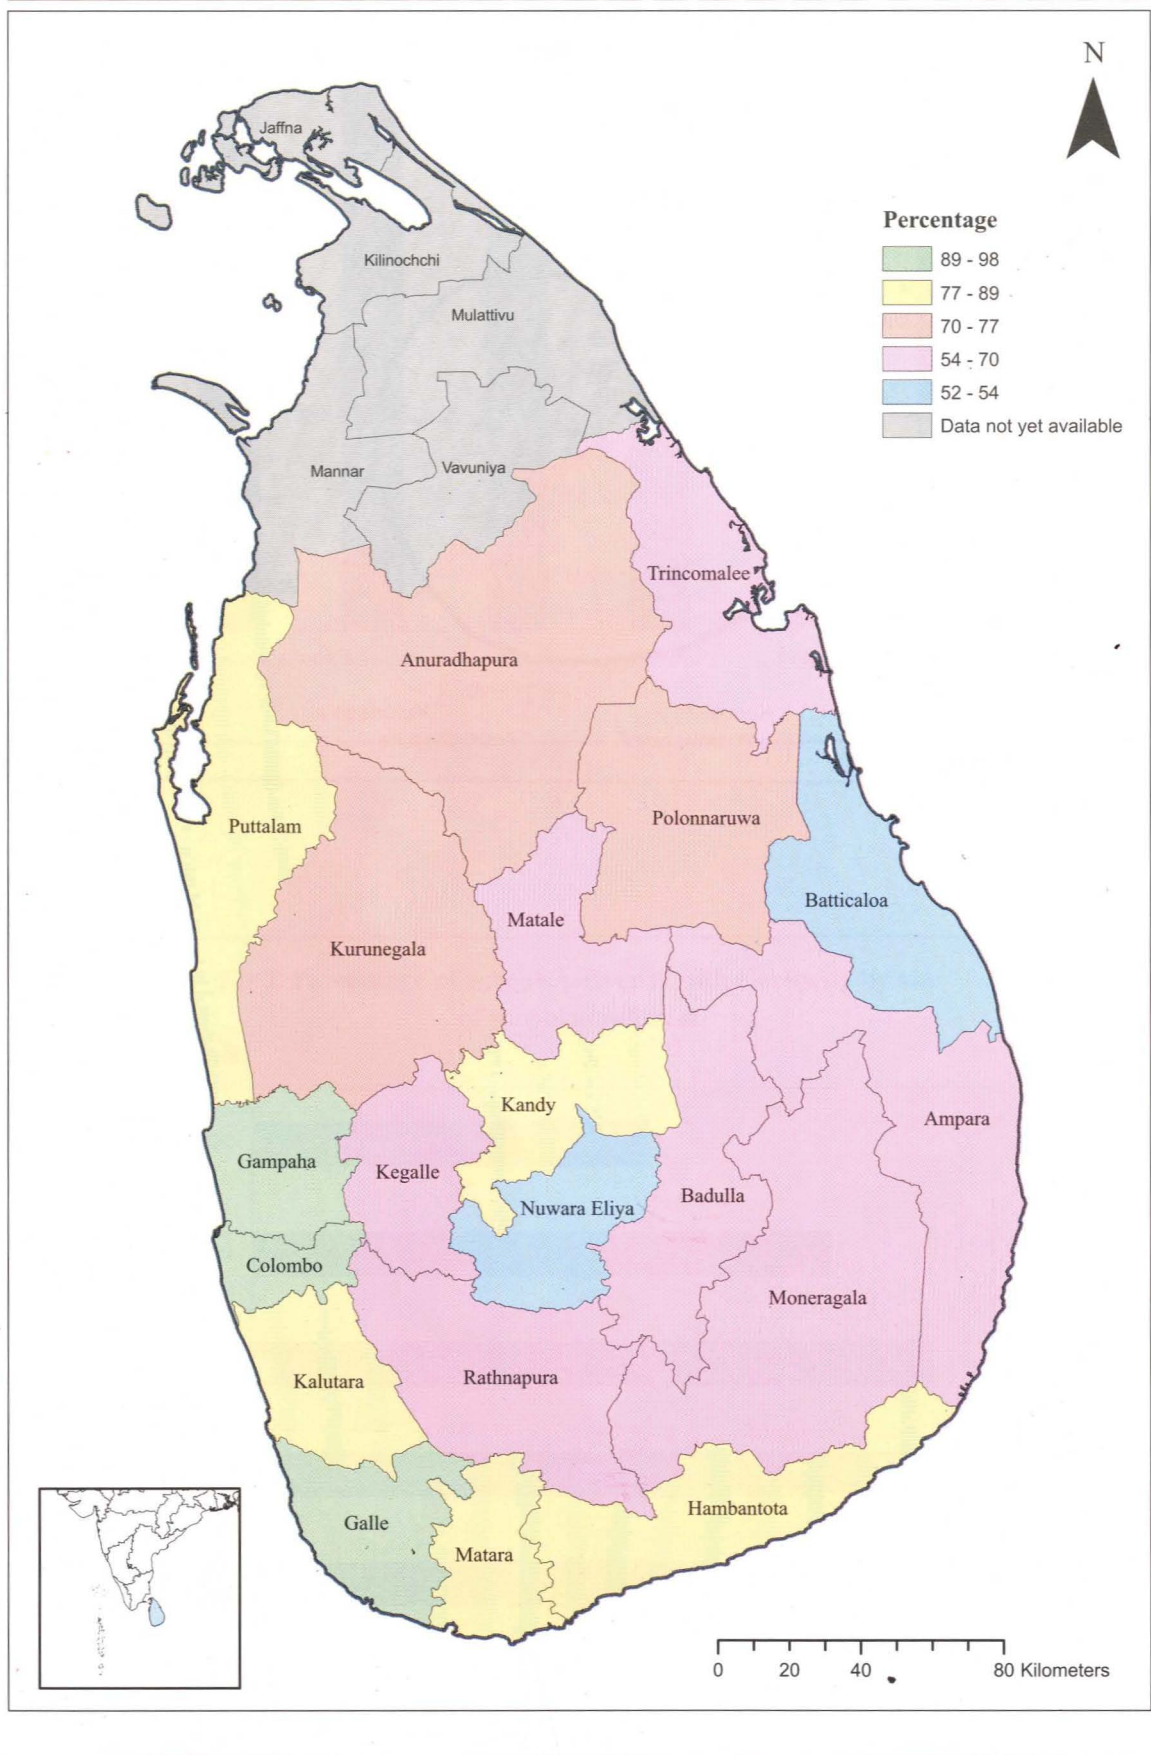 N
Jaffna
Percentage
89 - 98
77 - 89
70 - 77
54 - 70
52 - 54
Data not yet available
Kilinochchi
Mulattivu
Mannar
Vavuniya
Trincomalee
Anuradhapura
Puttalam
Polonnaruwa
Batticaloa
Matale
Kurunegala
Kandy
Ampara
Gampaha
Kegalle
Nuwara Eliya
Badulla
Colombo
Moneragala
Kalutara
Rathnapura
Galle
Matara
Hambantota
0 20 40 80 Kilometers